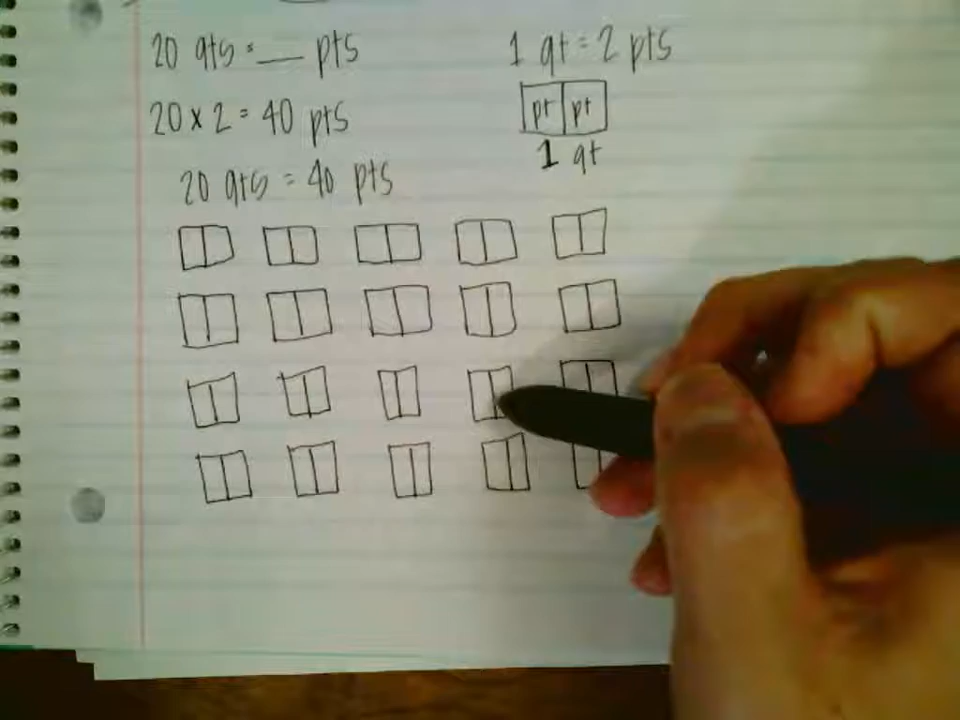 20 qts = __ pts
1 qt = 2 pts
20 x 2 = 40 pts
pt pt
1 qt
20 qts = 40 pts